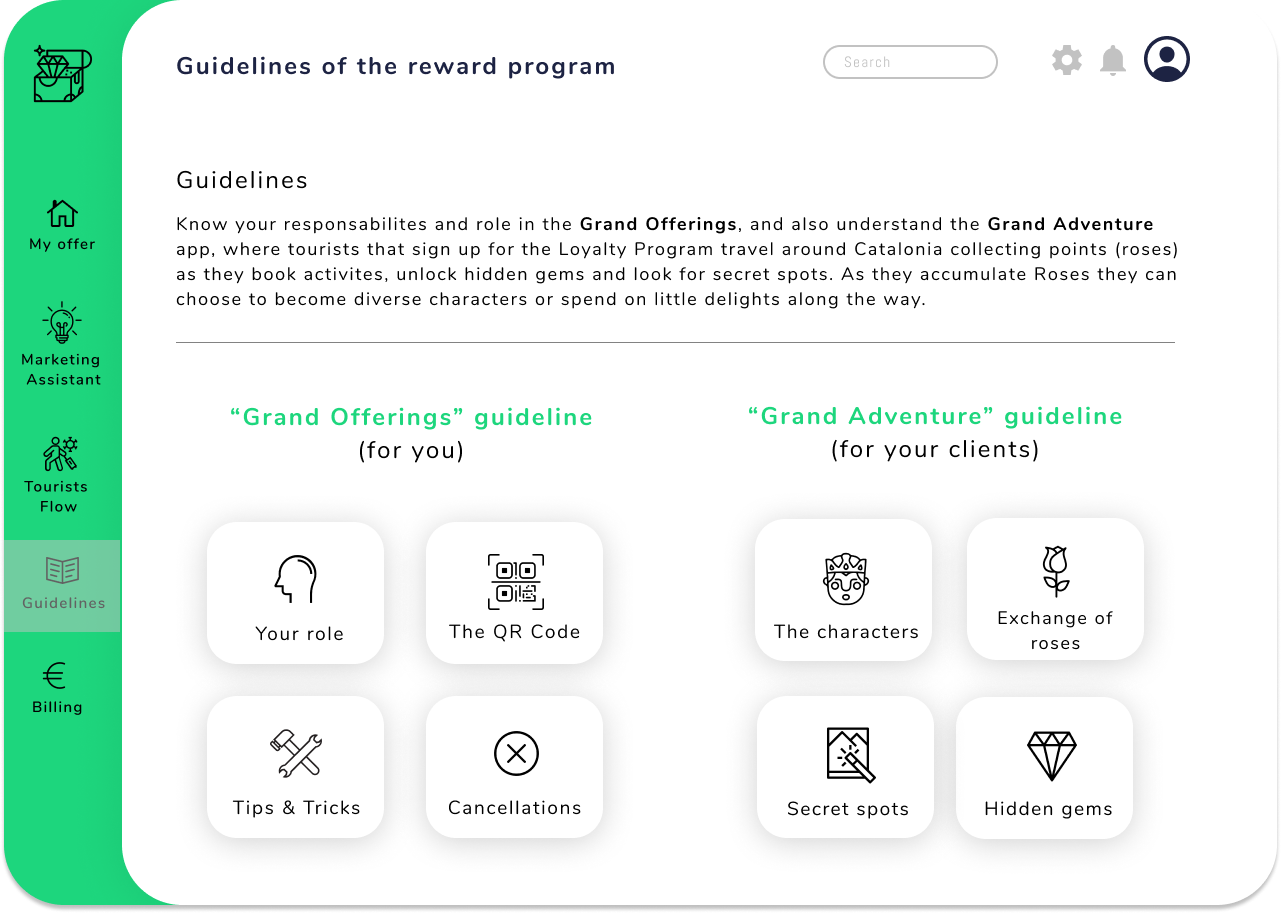 Guidelines of the reward program
Search
My offer
Marketing
Assistant
Tourists
Flow
Guidelines
Billing
Guidelines
Know your responsabilites and role in the Grand Offerings, and also understand the Grand Adventure
app, where tourists that sign up for the Loyalty Program travel around Catalonia collecting points (roses)
as they book activites, unlock hidden gems and look for secret spots. As they accumulate Roses they can
choose to become diverse characters or spend on little delights along the way.
“Grand Offerings” guideline
(for you)
Your role
The QR Code
Tips & Tricks
Cancellations
“Grand Adventure” guideline
(for your clients)
The characters
Exchange of
roses
Secret spots
Hidden gems